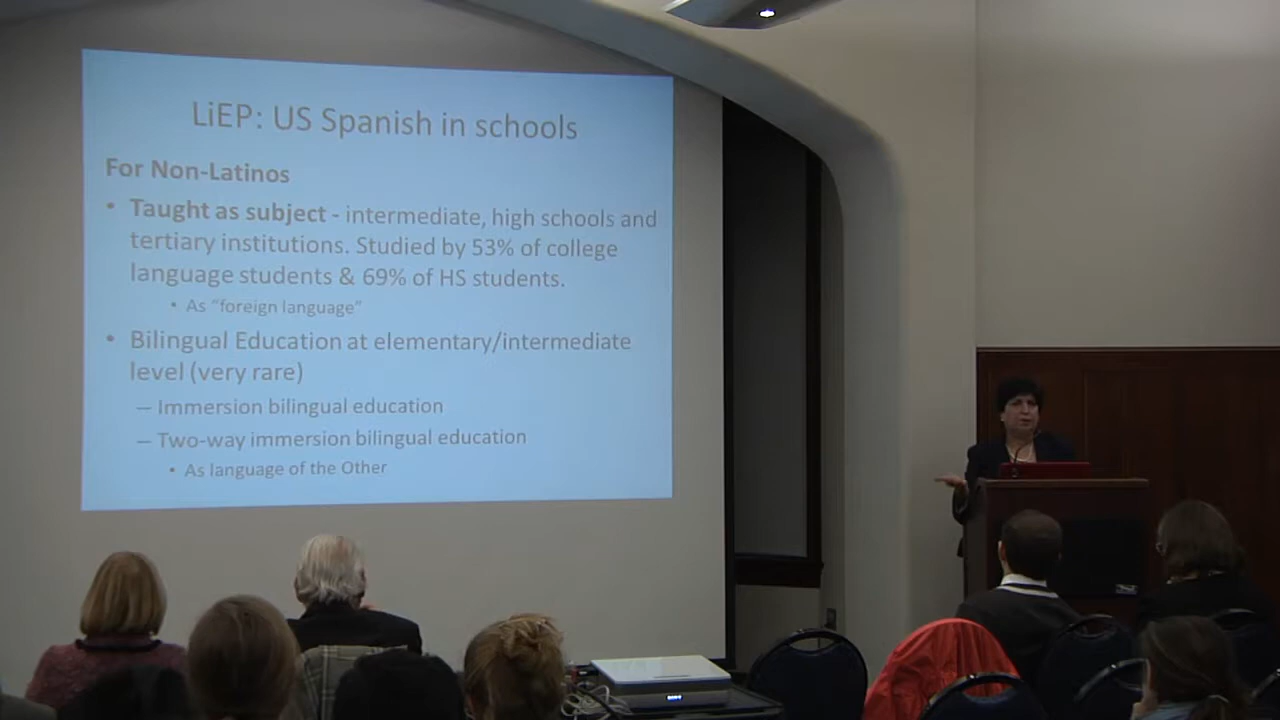 LiEP: US Spanish in schools
For Non-Latinos
• Taught as subject - intermediate, high schools and
tertiary institutions. Studied by 53% of college
language students & 69% of HS students.
• As "foreign language"
• Bilingual Education at elementary/intermediate
level (very rare)
– Immersion bilingual education
– Two-way immersion bilingual education
• As language of the Other